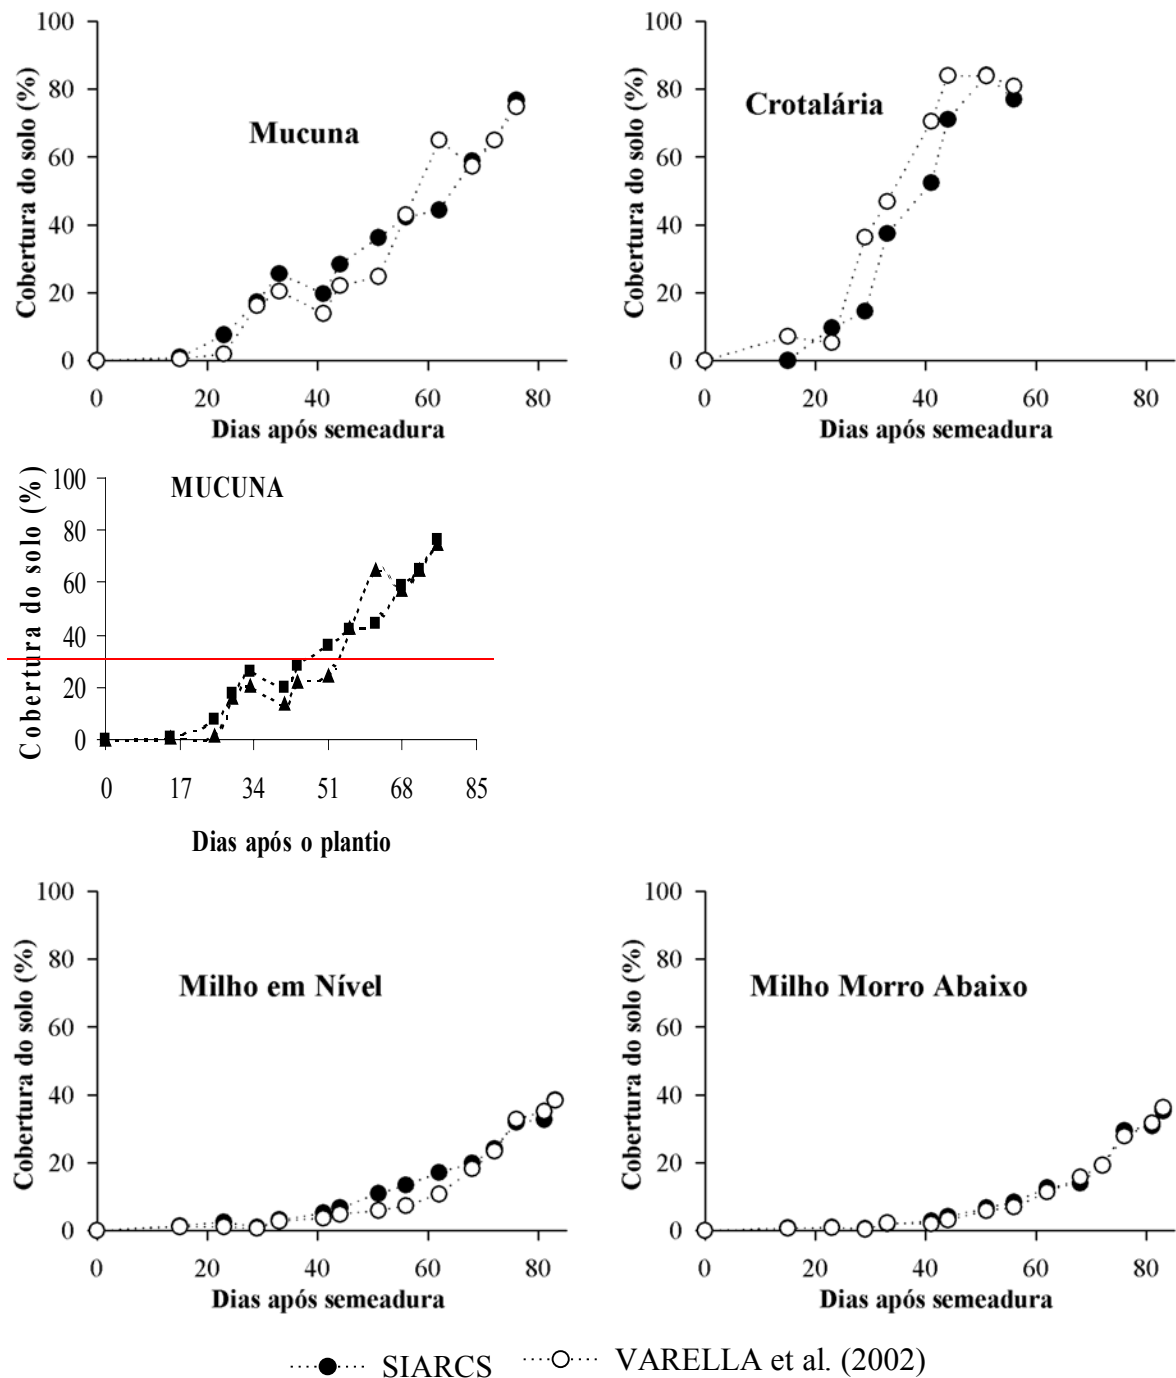 Cobertura do solo (%)
100
80
60
40
20
0
Mucuna
0 20 40 60 80
Dias após semeadura
Cobertura do solo (%)
100
80
60
40
20
0
Crotalária
0 20 40 60 80
Dias após semeadura
Cobertura do solo (%)
100
80
60
40
20
0
MUCUNA
0 17 34 51 68 85
Dias após o plantio
Cobertura do solo (%)
100
80
60
40
20
0
Milho em Nível
0 20 40 60 80
Dias após semeadura
Cobertura do solo (%)
100
80
60
40
20
0
Milho Morro Abaixo
0 20 40 60 80
Dias após semeadura
SIARCS VARELLA et al. (2002)